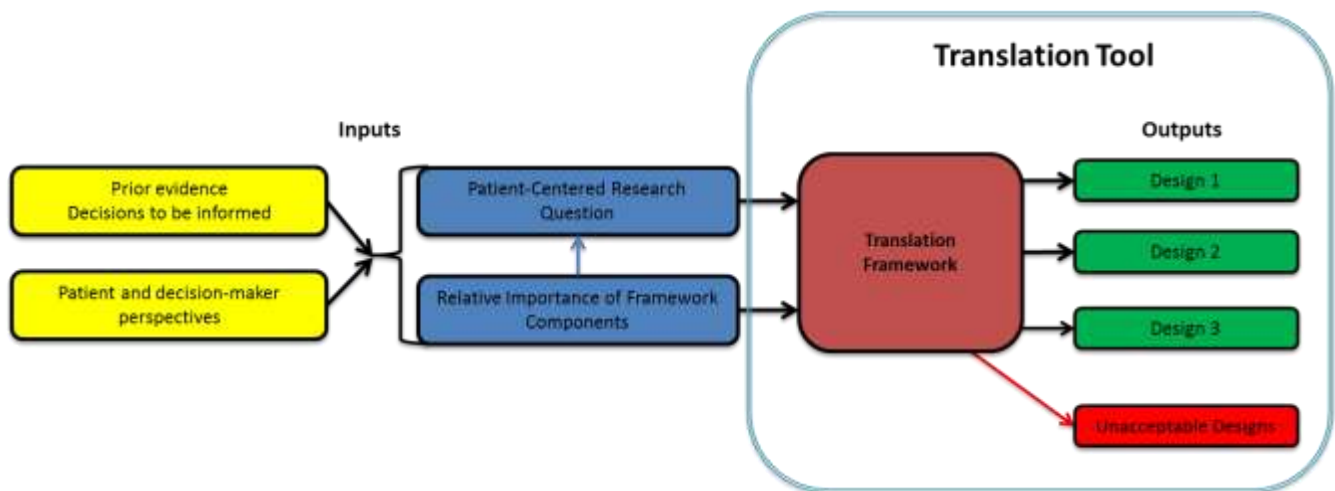 Translation Tool
Inputs
Outputs
Prior evidence
Decisions to be informed
Patient and decision-maker
perspectives
Patient-Centered Research
Question
Relative Importance of Framework
Components
Translation
Framework
Design 1
Design 2
Design 3
Unacceptable Designs